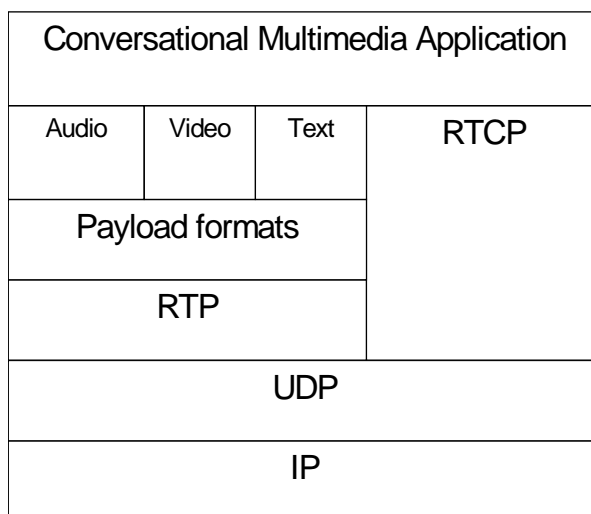 Conversational Multimedia Application
Audio
Video
Text
RTCP
Payload formats
RTP
UDP
IP